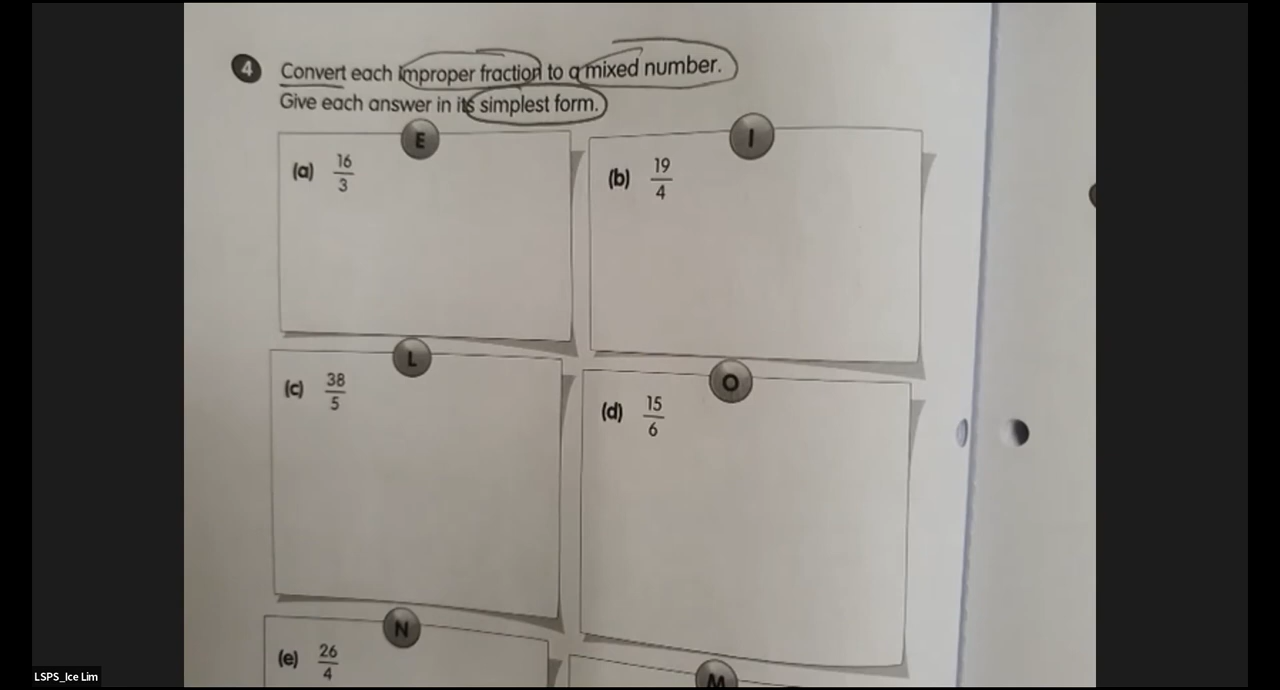 4 Convert each improper fraction to a mixed number.
Give each answer in its simplest form.
E
(a) 16/3
I
(b) 19/4
L
(c) 38/5
O
(d) 15/6
N
(e) 26/4
M
LSPS_Ice Lim